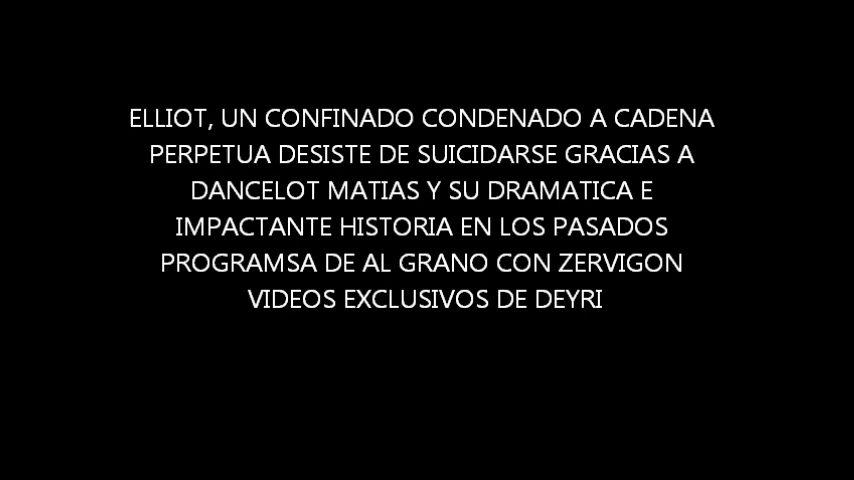 ELLIOT, UN CONFINADO CONDENADO A CADENA
PERPETUA DESISTE DE SUICIDARSE GRACIAS A
DANCELOT MATIAS Y SU DRAMATICA E
IMPACTANTE HISTORIA EN LOS PASADOS
PROGRAMSA DE AL GRANO CON ZERVIGON
VIDEOS EXCLUSIVOS DE DEYRI